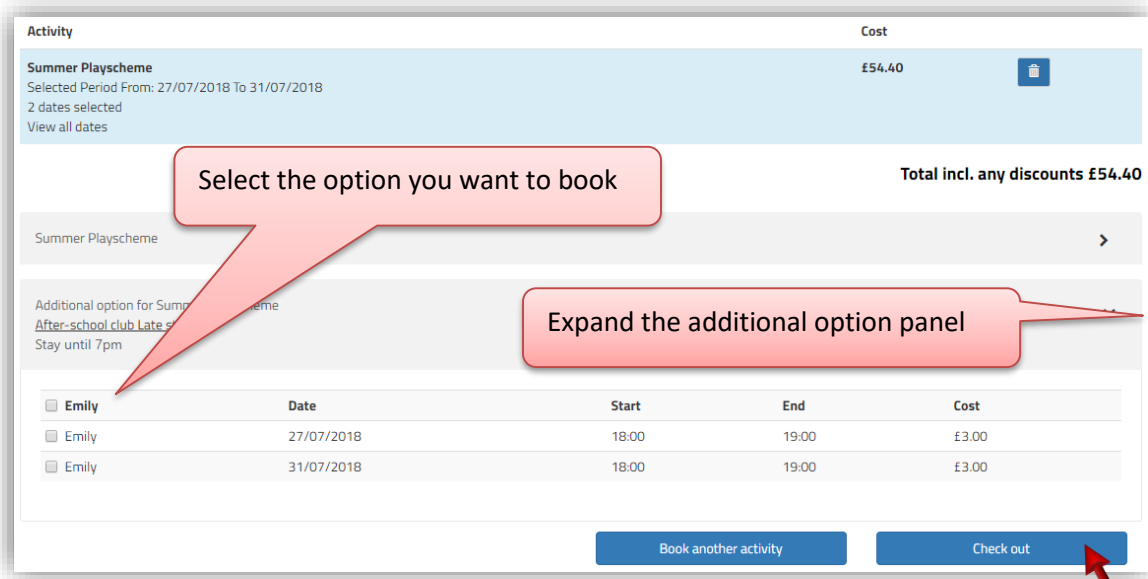 Activity Cost
Summer Playscheme £54.40
Selected Period From: 27/07/2018 To 31/07/2018
2 dates selected
View all dates
Select the option you want to book
Total incl. any discounts £54.40
Summer Playscheme
Additional option for Summ eme
After-school club Late s
Stay until 7pm
Expand the additional option panel
Emily Date Start End Cost
Emily 27/07/2018 18:00 19:00 £3.00
Emily 31/07/2018 18:00 19:00 £3.00
Book another activity Check out